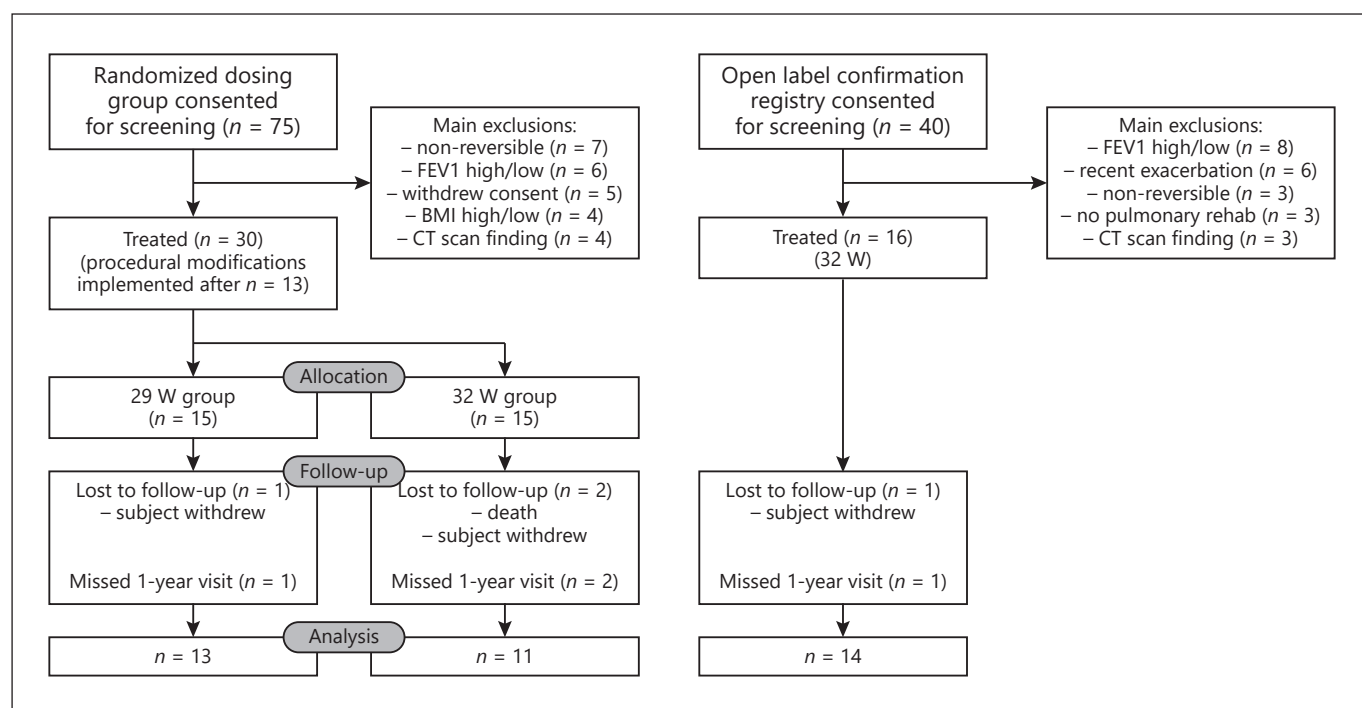 Randomized dosing
group consented
for screening (n = 75)
Main exclusions:
– non-reversible (n = 7)
– FEV1 high/low (n = 6)
– withdrew consent (n = 5)
– BMI high/low (n = 4)
– CT scan finding (n = 4)
Treated (n = 30)
(procedural modifications
implemented after n = 13)
Allocation
29 W group
(n = 15)
32 W group
(n = 15)
Follow-up
Lost to follow-up (n = 1)
– subject withdrew
Missed 1-year visit (n = 1)
Lost to follow-up (n = 2)
– death
– subject withdrew
Missed 1-year visit (n = 2)
Analysis
n = 13
n = 11
Open label confirmation
registry consented
for screening (n = 40)
Main exclusions:
– FEV1 high/low (n = 8)
– recent exacerbation (n = 6)
– non-reversible (n = 3)
– no pulmonary rehab (n = 3)
– CT scan finding (n = 3)
Treated (n = 16)
(32 W)
Lost to follow-up (n = 1)
– subject withdrew
Missed 1-year visit (n = 1)
n = 14